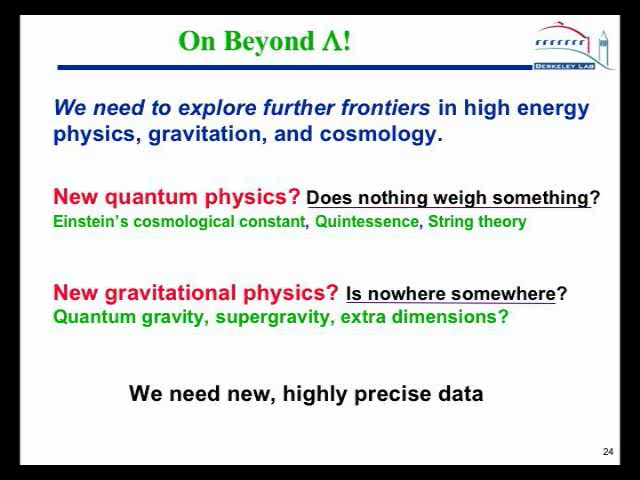 On Beyond Λ!
BERKELEY LAB
We need to explore further frontiers in high energy
physics, gravitation, and cosmology.
New quantum physics? Does nothing weigh something?
Einstein's cosmological constant, Quintessence, String theory
New gravitational physics? Is nowhere somewhere?
Quantum gravity, supergravity, extra dimensions?
We need new, highly precise data
24